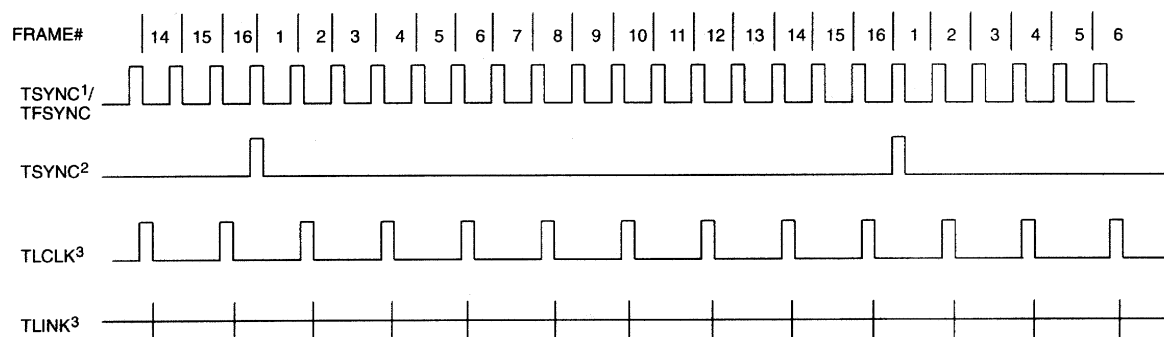 FRAME# 14 15 16 1 2 3 4 5 6 7 8 9 10 11 12 13 14 15 16 1 2 3 4 5 6
TSYNC¹/
TFSYNC
TSYNC²
TLCLK³
TLINK³